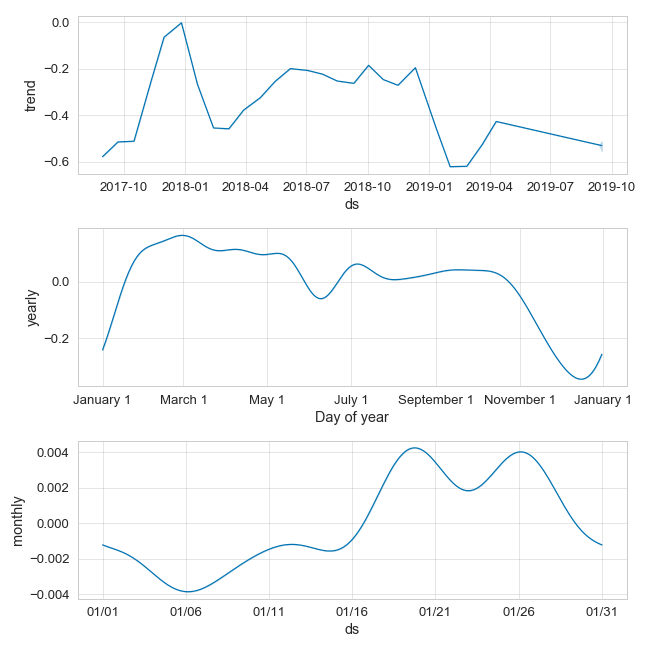 0.0
−0.2
−0.4
−0.6
trend
2017-10 2018-01 2018-04 2018-07 2018-10 2019-01 2019-04 2019-07 2019-10
ds
0.0
−0.2
yearly
January 1 March 1 May 1 July 1 September 1 November 1 January 1
Day of year
0.004
0.002
0.000
−0.002
−0.004
monthly
01/01 01/06 01/11 01/16 01/21 01/26 01/31
ds